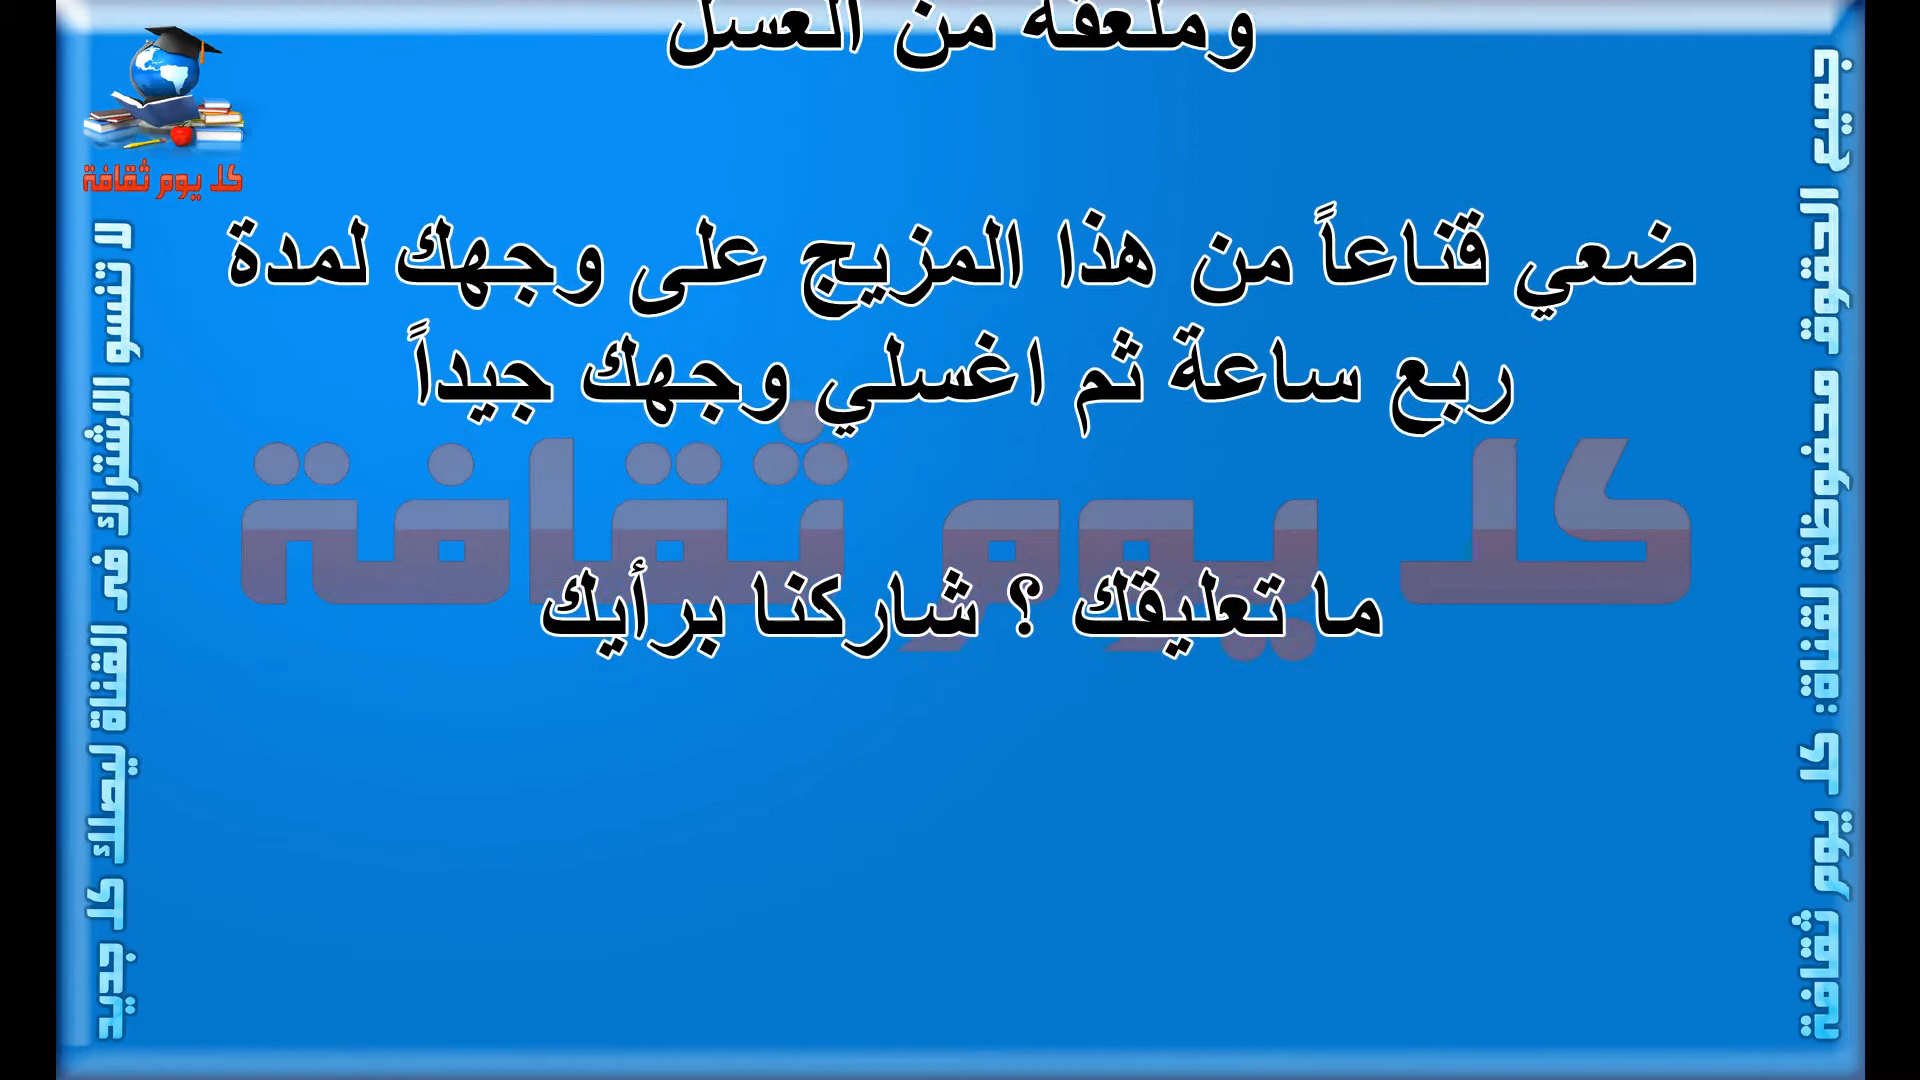 وملعقة من العسل
كل يوم ثقافة
ضعي قناعاً من هذا المزيج على وجهك لمدة
ربع ساعة ثم اغسلي وجهك جيداً
كل يوم ثقافة
ما تعليقك ؟ شاركنا برأيك
جميع الحقوق محفوظة لقناة: كل يوم ثقافة
لا تنسو الاشتراك فى القناة ليصلك كل جديد